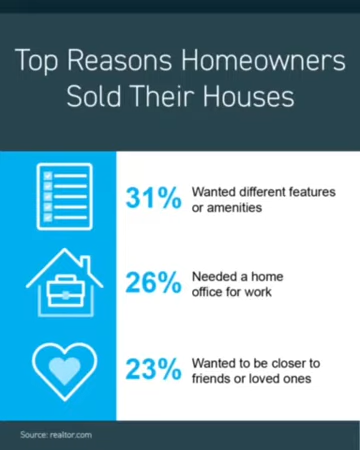 Top Reasons Homeowners
Sold Their Houses
31%
Wanted different features
or amenities
26%
Needed a home
office for work
23%
Wanted to be closer to
friends or loved ones
Source: realtor.com